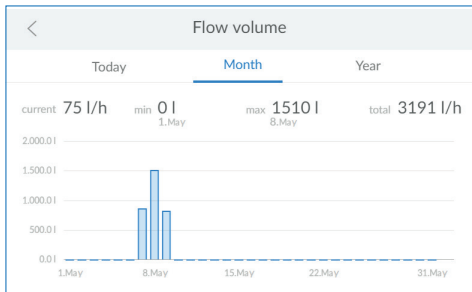 Flow volume
Today Month Year
current 75 l/h min 0 l max 1510 l total 3191 l/h
1.May 8.May
2.000.0 l
1.500.0 l
1.000.0 l
500.0 l
0.0 l
1.May 8.May 15.May 22.May 31.May